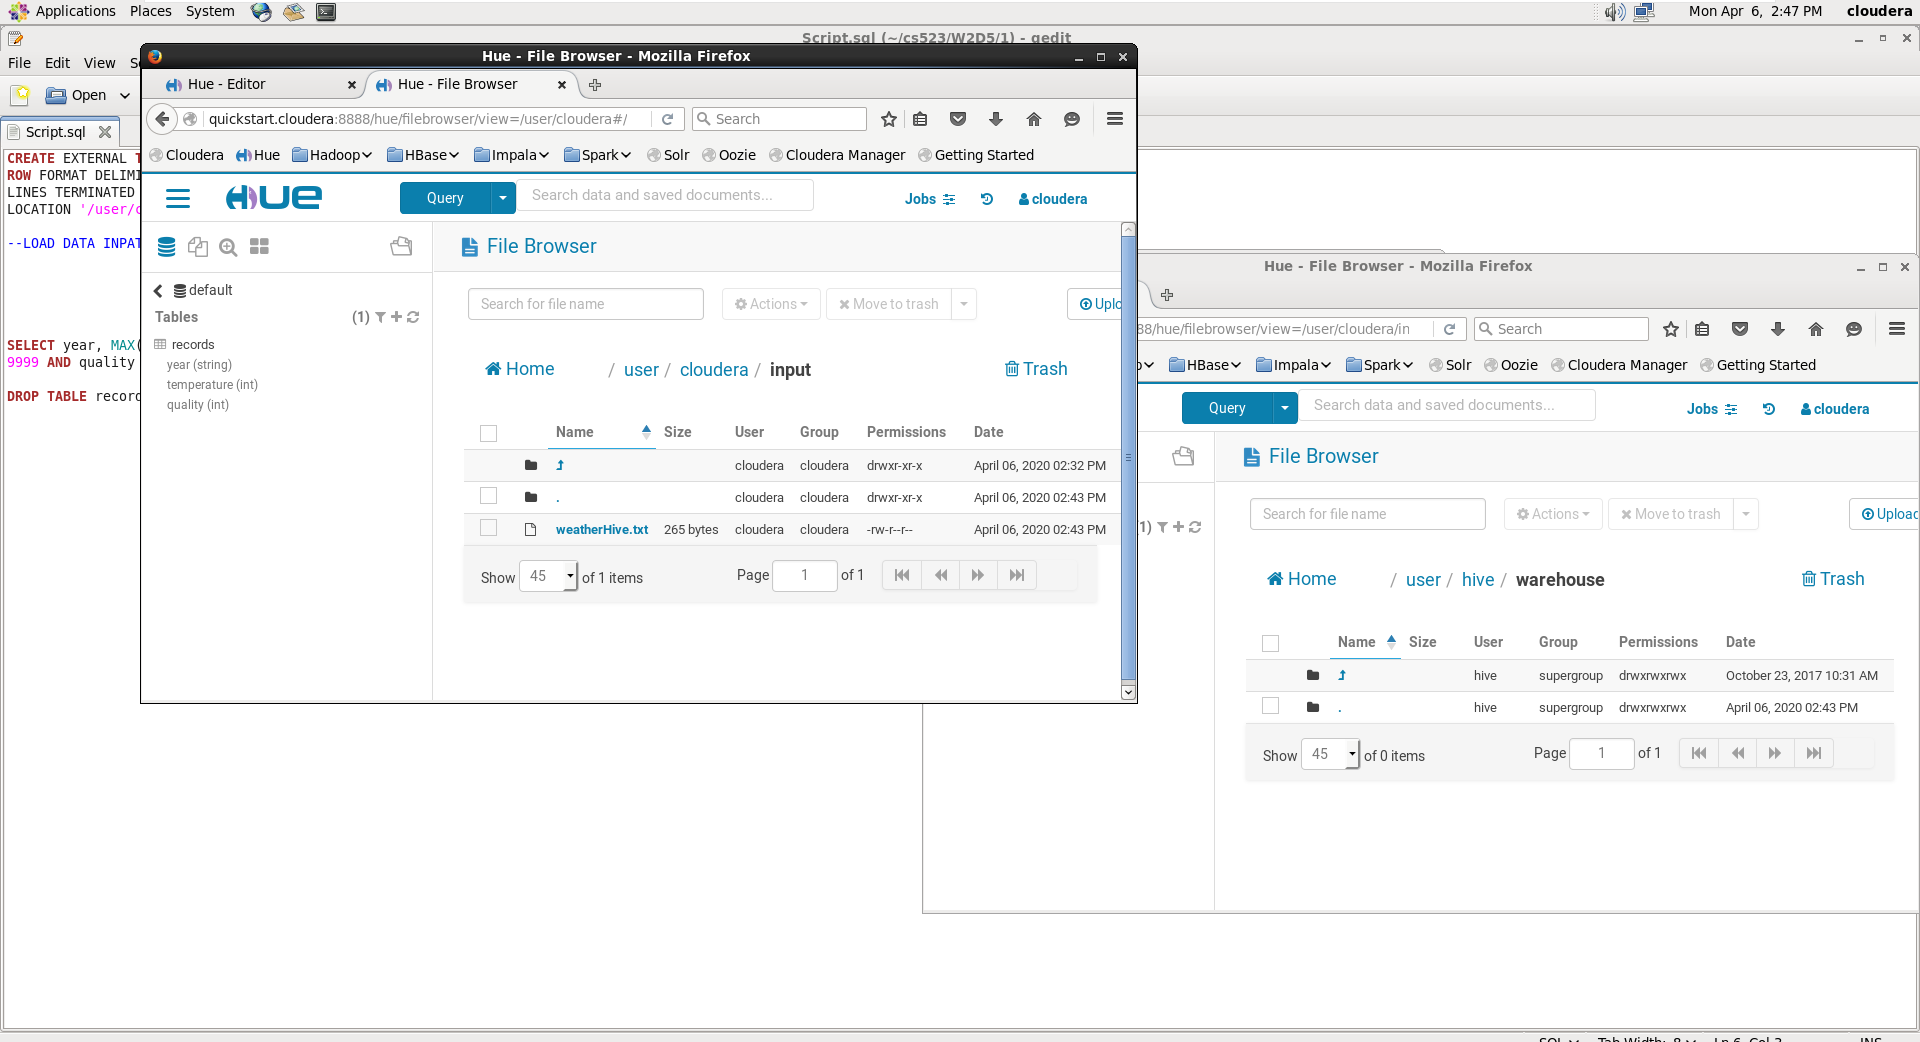 Applications Places System
Mon Apr 6, 2:47 PM cloudera
Script.sql (~/cs523/W2D5/1) - gedit
File Edit View
Open
Script.sql
CREATE EXTERNAL
ROW FORMAT DELIMI
LINES TERMINATED
LOCATION '/user/c
--LOAD DATA INPAT
SELECT year, MAX(
9999 AND quality
DROP TABLE record
Hue - File Browser - Mozilla Firefox
Hue - Editor
Hue - File Browser
quickstart.cloudera:8888/hue/filebrowser/view=/user/cloudera#/
Search
Cloudera Hue Hadoop HBase Impala Spark Solr Oozie Cloudera Manager Getting Started
HUE
Query
Search data and saved documents...
Jobs
cloudera
File Browser
default
Tables
(1)
records
year (string)
temperature (int)
quality (int)
Search for file name
Actions
Move to trash
Uplo
Home / user / cloudera / input
Trash
Name Size User Group Permissions Date
cloudera cloudera drwxr-xr-x April 06, 2020 02:32 PM
. cloudera cloudera drwxr-xr-x April 06, 2020 02:43 PM
weatherHive.txt 265 bytes cloudera cloudera -rw-r--r-- April 06, 2020 02:43 PM
Show 45 of 1 items
Page 1 of 1
Hue - File Browser - Mozilla Firefox
88/hue/filebrowser/view=/user/cloudera/in
Search
HBase Impala Spark Solr Oozie Cloudera Manager Getting Started
Query
Search data and saved documents...
Jobs
cloudera
File Browser
1)
Search for file name
Actions
Move to trash
Upload
Home / user / hive / warehouse
Trash
Name Size User Group Permissions Date
hive supergroup drwxrwxrwx October 23, 2017 10:31 AM
. hive supergroup drwxrwxrwx April 06, 2020 02:43 PM
Show 45 of 0 items
Page 1 of 1